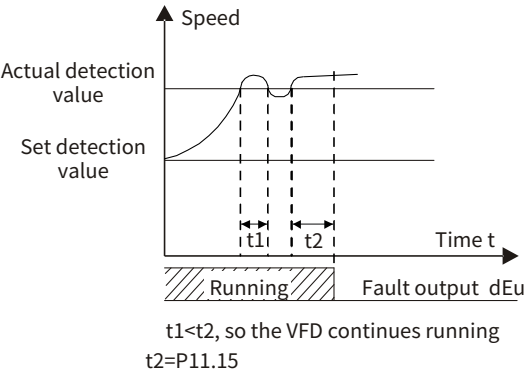 Speed
Actual detection
value
Set detection
value
t1
t2
Time t
Running
Fault output dEu
t1<t2, so the VFD continues running
t2=P11.15